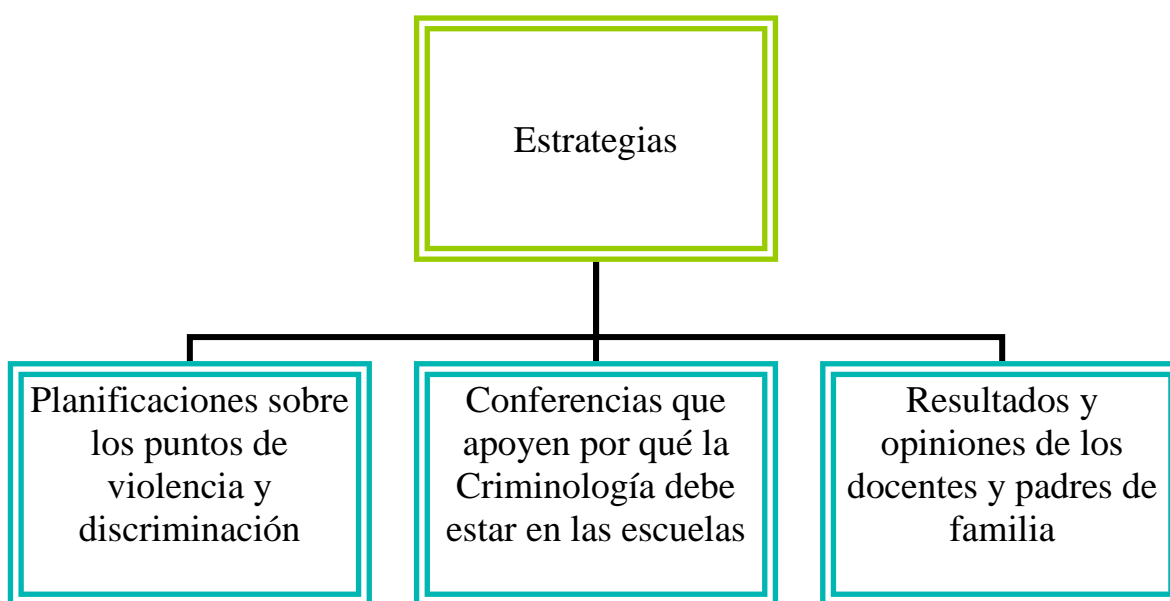 Estrategias
Planificaciones sobre
los puntos de
violencia y
discriminación
Conferencias que
apoyen por qué la
Criminología debe
estar en las escuelas
Resultados y
opiniones de los
docentes y padres de
familia